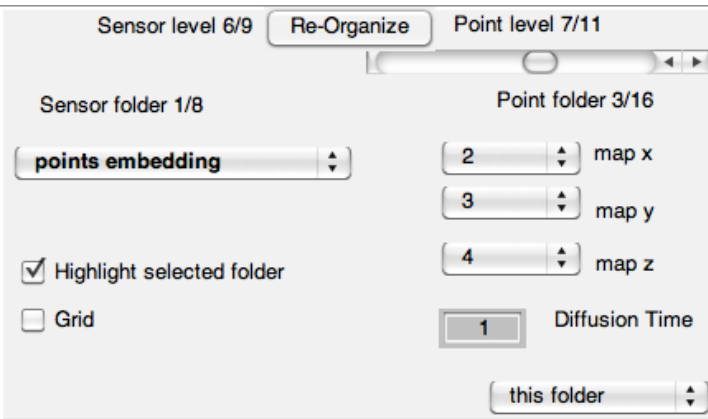 Sensor level 6/9 Re-Organize Point level 7/11
Sensor folder 1/8 Point folder 3/16
points embedding 2 map x
3 map y
Highlight selected folder 4 map z
Grid 1 Diffusion Time
this folder